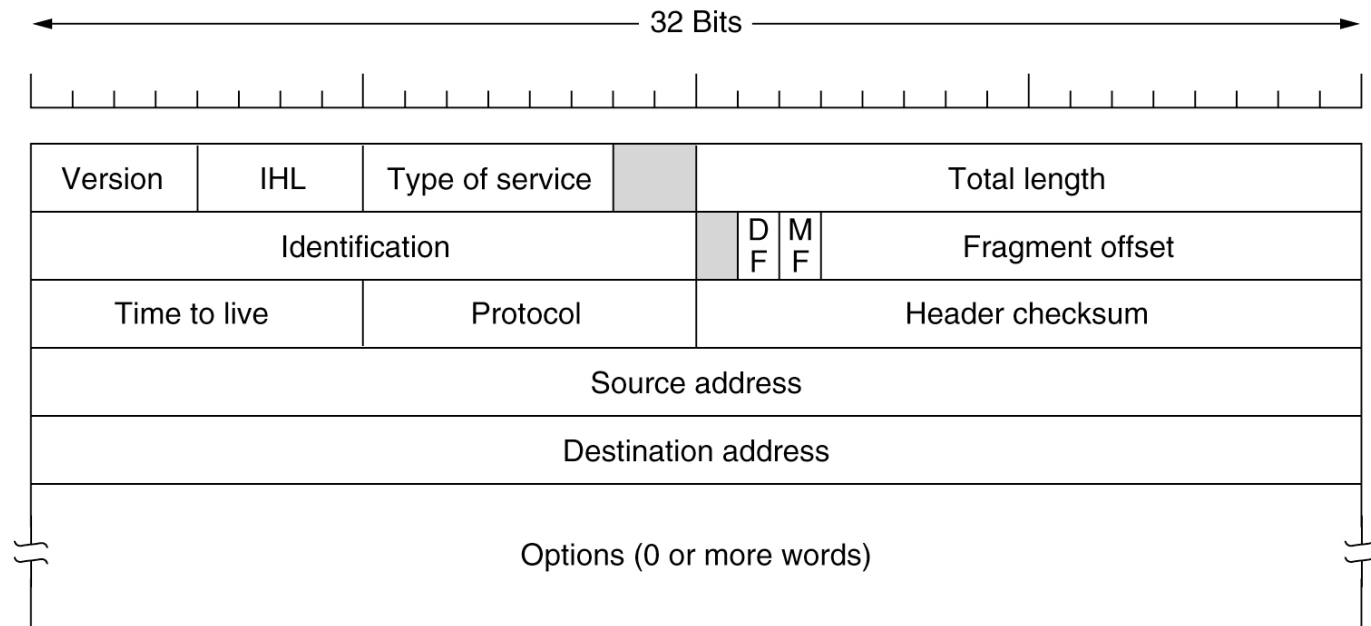 32 Bits
Version IHL Type of service Total length
Identification D F M F Fragment offset
Time to live Protocol Header checksum
Source address
Destination address
Options (0 or more words)